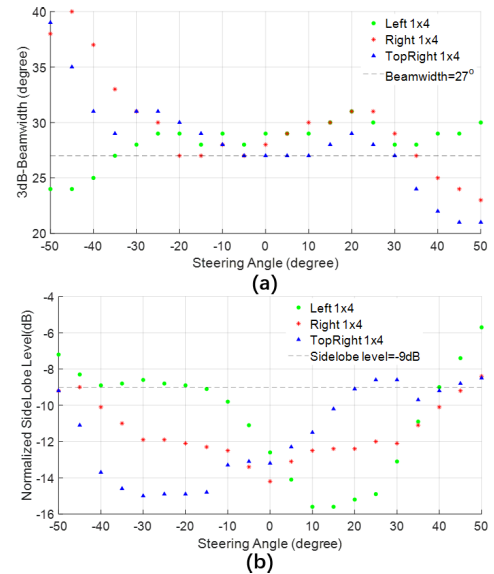 40
35
30
25
20
3dB-Beamwidth (degree)
Left 1x4
Right 1x4
TopRight 1x4
Beamwidth=27°
-50 -40 -30 -20 -10 0 10 20 30 40 50
Steering Angle (degree)
(a)
-4
-6
-8
-10
-12
-14
-16
Normalized SideLobe Level(dB)
Left 1x4
Right 1x4
TopRight 1x4
Sidelobe level=-9dB
-50 -40 -30 -20 -10 0 10 20 30 40 50
Steering Angle (degree)
(b)